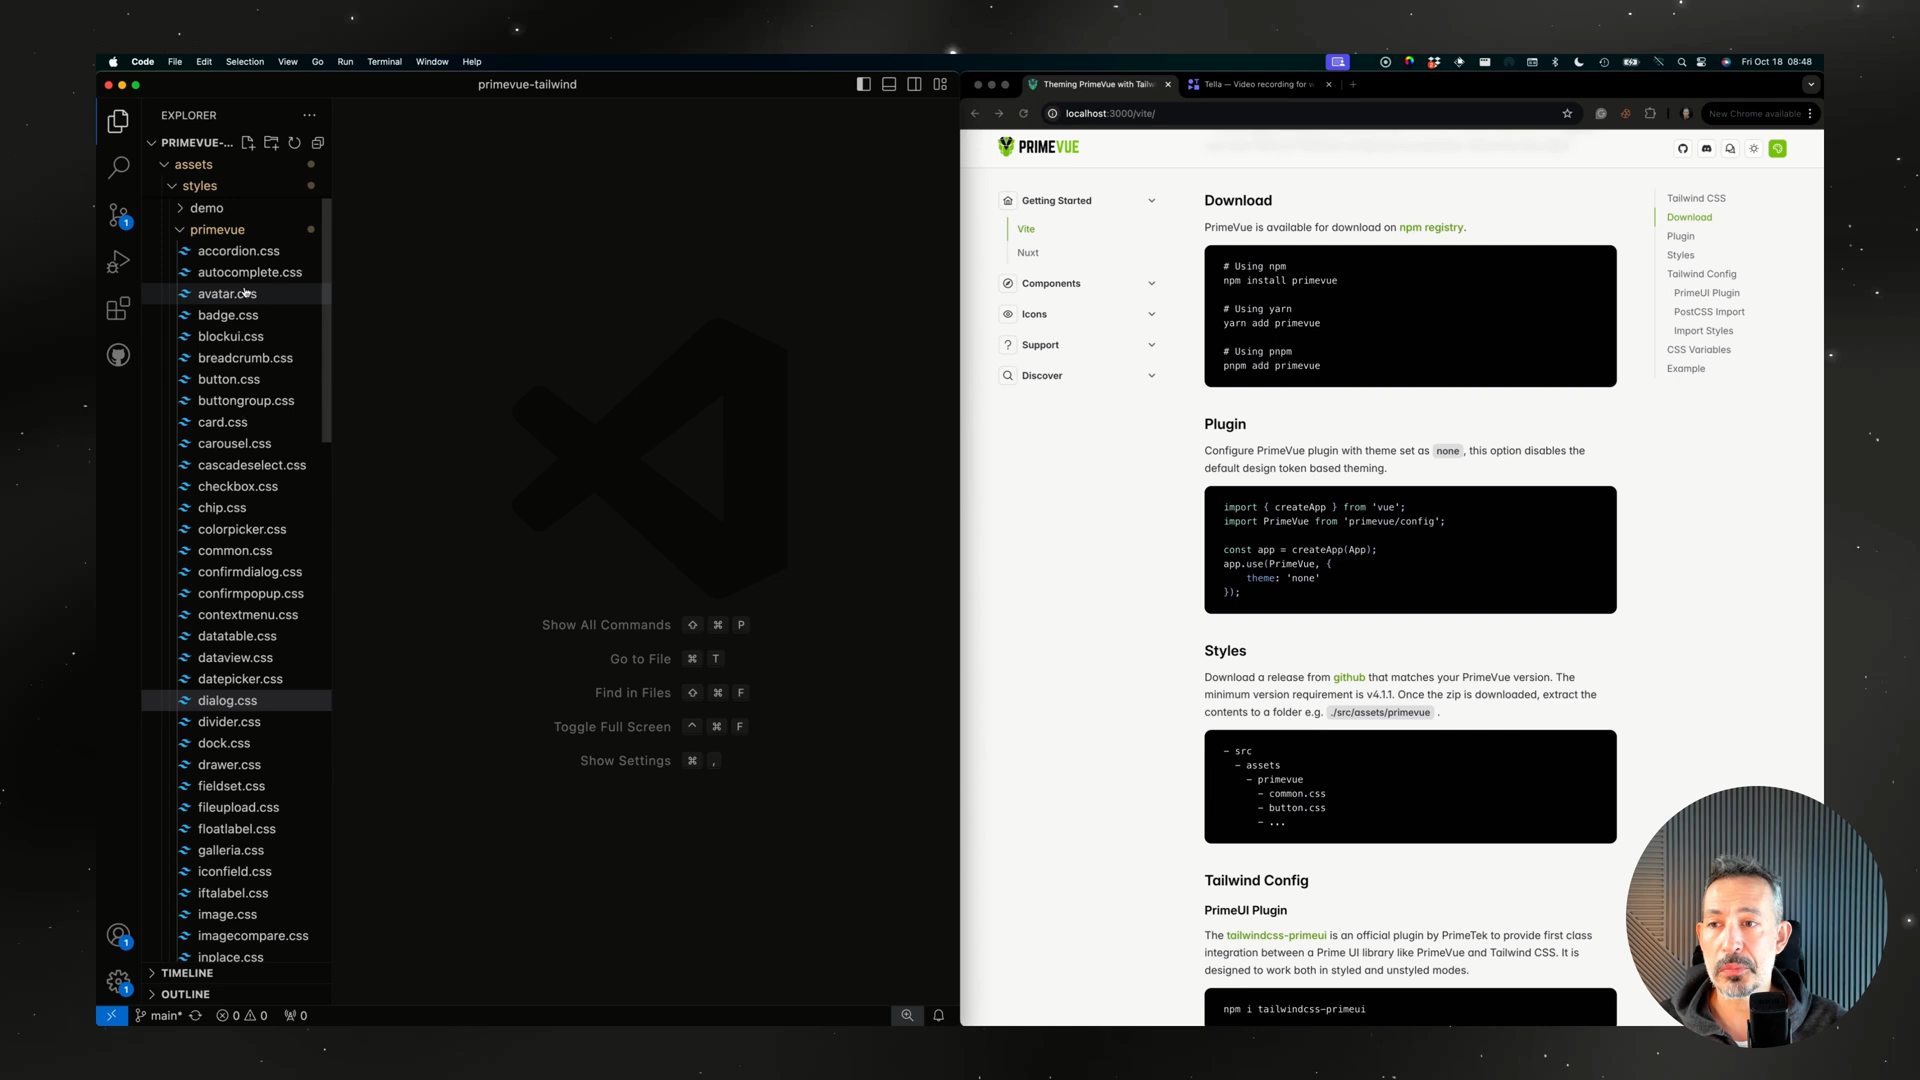 Code File Edit Selection View Go Run Terminal Window Help
Fri Oct 18 08:48
primevue-tailwind
EXPLORER
PRIMEVUE-...
assets
styles
demo
primevue
accordion.css
autocomplete.css
avatar.css
badge.css
blockui.css
breadcrumb.css
button.css
buttongroup.css
card.css
carousel.css
cascadeselect.css
checkbox.css
chip.css
colorpicker.css
common.css
confirmdialog.css
confirmpopup.css
contextmenu.css
datatable.css
dataview.css
datepicker.css
dialog.css
divider.css
dock.css
drawer.css
fieldset.css
fileupload.css
floatlabel.css
galleria.css
iconfield.css
iftalabel.css
image.css
imagecompare.css
inplace.css
TIMELINE
OUTLINE
1
1
1
main* 0 0 0
Show All Commands ⇧ ⌘ P
Go to File ⌘ T
Find in Files ⇧ ⌘ F
Toggle Full Screen ^ ⌘ F
Show Settings ⌘ ,
Theming PrimeVue with Tailw
Tella — Video recording for w
localhost:3000/vite/
New Chrome available
PRIMEVUE
Getting Started
Vite
Nuxt
Components
Icons
Support
Discover
Download
PrimeVue is available for download on npm registry.
# Using npm
npm install primevue
# Using yarn
yarn add primevue
# Using pnpm
pnpm add primevue
Plugin
Configure PrimeVue plugin with theme set as none, this option disables the
default design token based theming.
import { createApp } from 'vue';
import PrimeVue from 'primevue/config';
const app = createApp(App);
app.use(PrimeVue, {
theme: 'none'
});
Styles
Download a release from github that matches your PrimeVue version. The
minimum version requirement is v4.1.1. Once the zip is downloaded, extract the
contents to a folder e.g. ./src/assets/primevue .
- src
- assets
- primevue
- common.css
- button.css
- ...
Tailwind Config
PrimeUI Plugin
The tailwindcss-primeui is an official plugin by PrimeTek to provide first class
integration between a Prime UI library like PrimeVue and Tailwind CSS. It is
designed to work both in styled and unstyled modes.
npm i tailwindcss-primeui
Tailwind CSS
Download
Plugin
Styles
Tailwind Config
PrimeUI Plugin
PostCSS Import
Import Styles
CSS Variables
Example